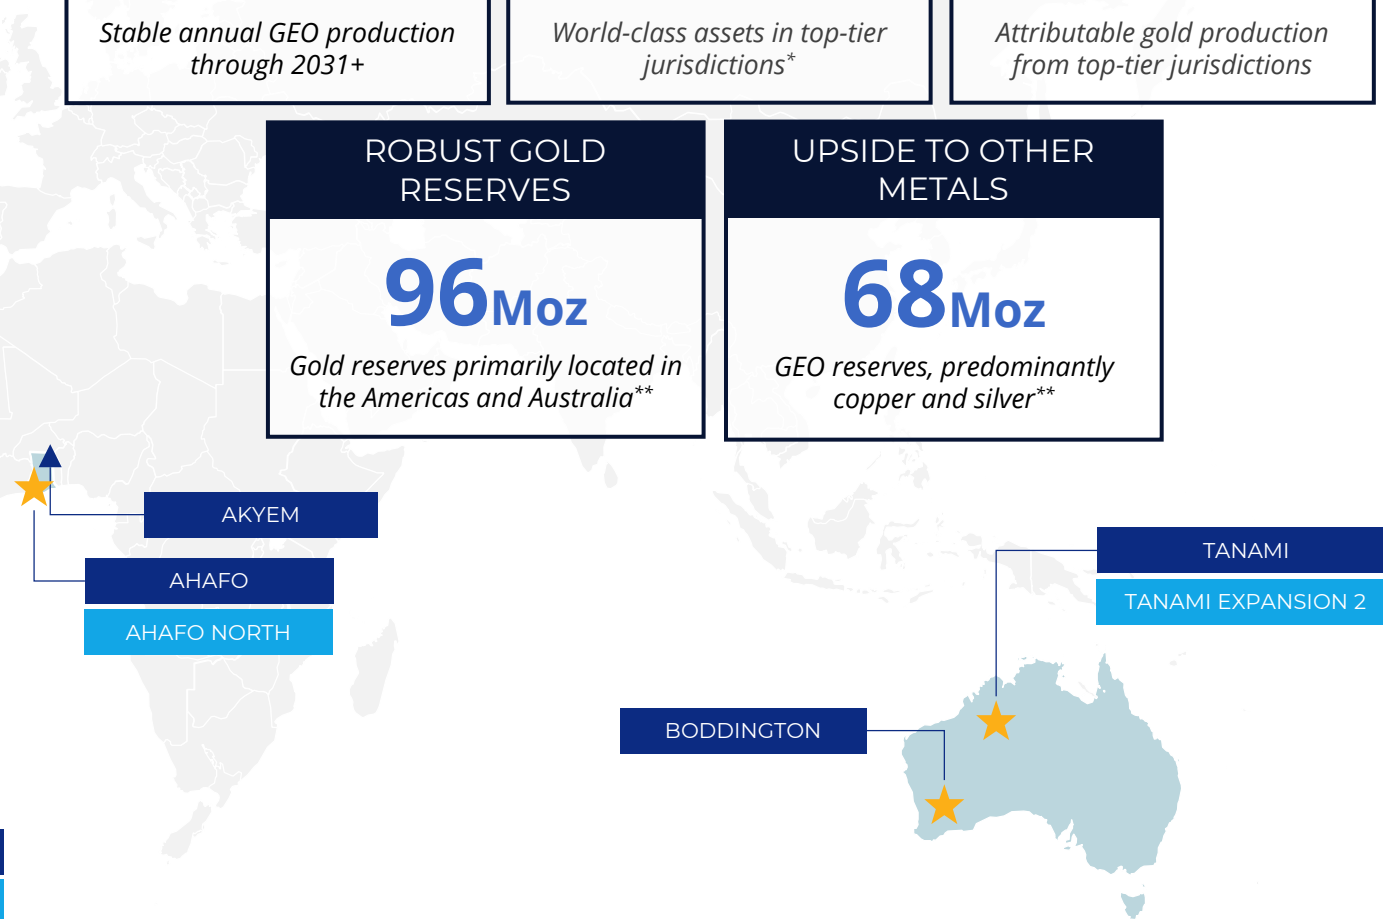 Stable annual GEO production
through 2031+
World-class assets in top-tier
jurisdictions*
Attributable gold production
from top-tier jurisdictions
ROBUST GOLD
RESERVES
96Moz
Gold reserves primarily located in
the Americas and Australia**
UPSIDE TO OTHER
METALS
68Moz
GEO reserves, predominantly
copper and silver**
AKYEM
AHAFO
AHAFO NORTH
TANAMI
TANAMI EXPANSION 2
BODDINGTON